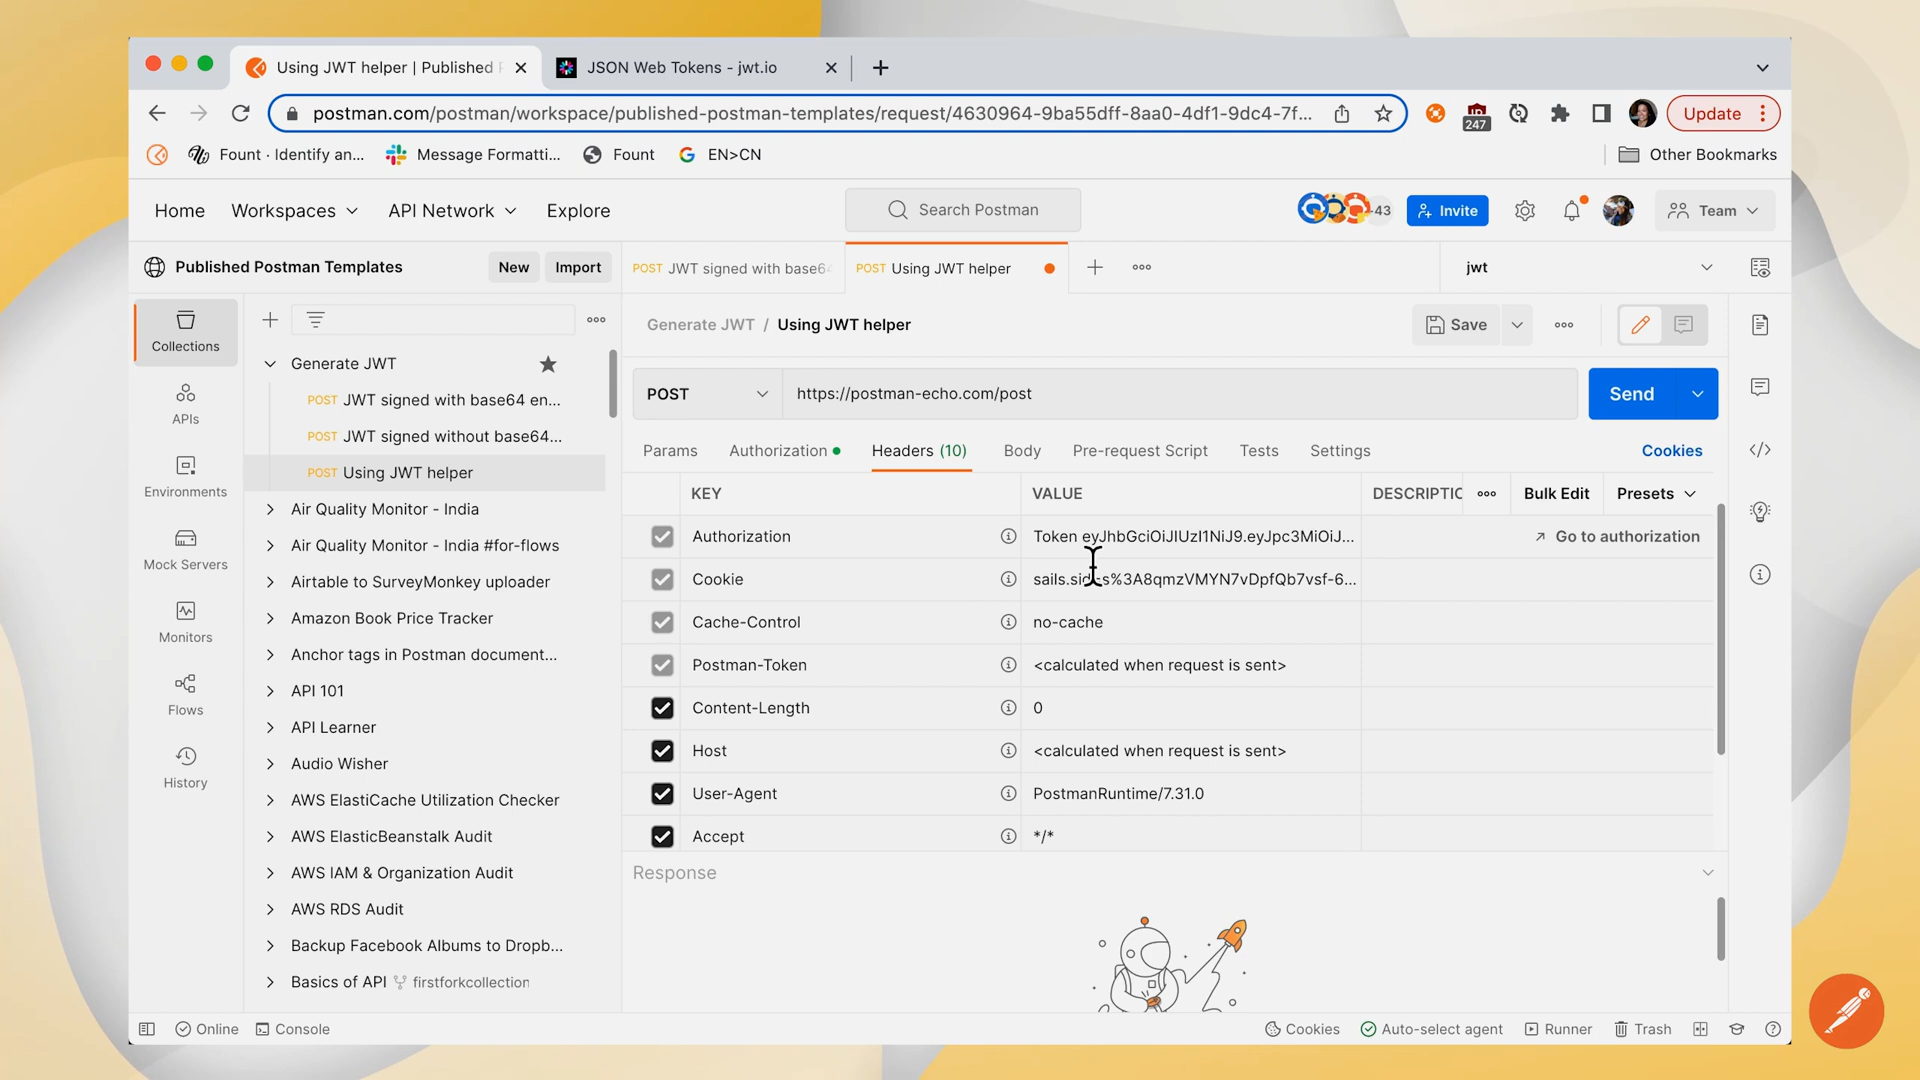 Using JWT helper | Published
JSON Web Tokens - jwt.io
postman.com/postman/workspace/published-postman-templates/request/4630964-9ba55dff-8aa0-4df1-9dc4-7f...
247
Update
Fount · Identify an...
Message Formatti...
Fount
EN>CN
Other Bookmarks
Home
Workspaces
API Network
Explore
Search Postman
+43
Invite
Team
Published Postman Templates
New
Import
POST JWT signed with base64
POST Using JWT helper
jwt
Collections
APIs
Environments
Mock Servers
Monitors
Flows
History
Generate JWT
POST JWT signed with base64 en...
POST JWT signed without base64...
POST Using JWT helper
Air Quality Monitor - India
Air Quality Monitor - India #for-flows
Airtable to SurveyMonkey uploader
Amazon Book Price Tracker
Anchor tags in Postman document...
API 101
API Learner
Audio Wisher
AWS ElastiCache Utilization Checker
AWS ElasticBeanstalk Audit
AWS IAM & Organization Audit
AWS RDS Audit
Backup Facebook Albums to Dropb...
Basics of API firstforkcollection
Generate JWT / Using JWT helper
Save
POST
https://postman-echo.com/post
Send
Params
Authorization
Headers (10)
Body
Pre-request Script
Tests
Settings
Cookies
KEY
VALUE
DESCRIPTIO
Bulk Edit
Presets
Authorization
Token eyJhbGciOiJIUzI1NiJ9.eyJpc3MiOiJ...
Go to authorization
Cookie
sails.sid=s%3A8qmzVMYN7vDpfQb7vsf-6...
Cache-Control
no-cache
Postman-Token
<calculated when request is sent>
Content-Length
0
Host
<calculated when request is sent>
User-Agent
PostmanRuntime/7.31.0
Accept
*/*
Response
Online
Console
Cookies
Auto-select agent
Runner
Trash